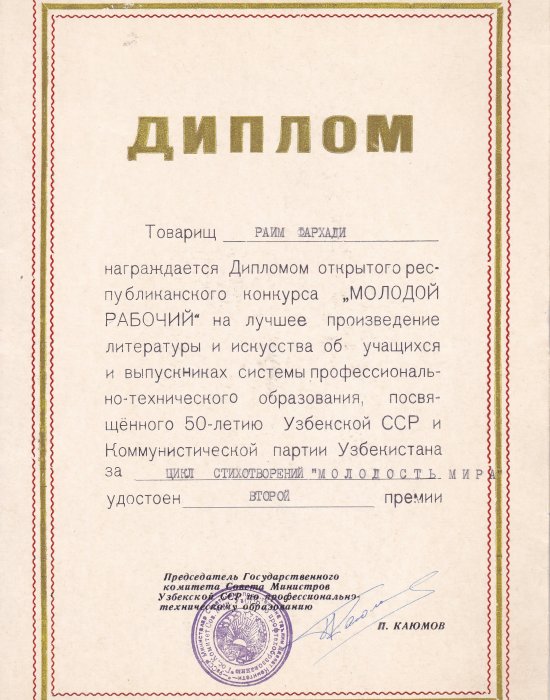 ДИПЛОМ
Товарищ РАИМ ФАРХАДИ
награждается Дипломом открытого рес-
публиканского конкурса „МОЛОДОЙ
РАБОЧИЙ“ на лучшее произведение
литературы и искусства об учащихся
и выпускниках системы профессиональ-
но-технического образования, посвя-
щённого 50-летию Узбекской ССР и
Коммунистической партии Узбекистана
за ЦИКЛ СТИХОТВОРЕНИЙ "МОЛОДОСТЬ МИРА"
удостоен ВТОРОЙ премии
Председатель Государственного
комитета Совета Министров
Узбекской ССР по профессионально-
техническому образованию
П. КАЮМОВ